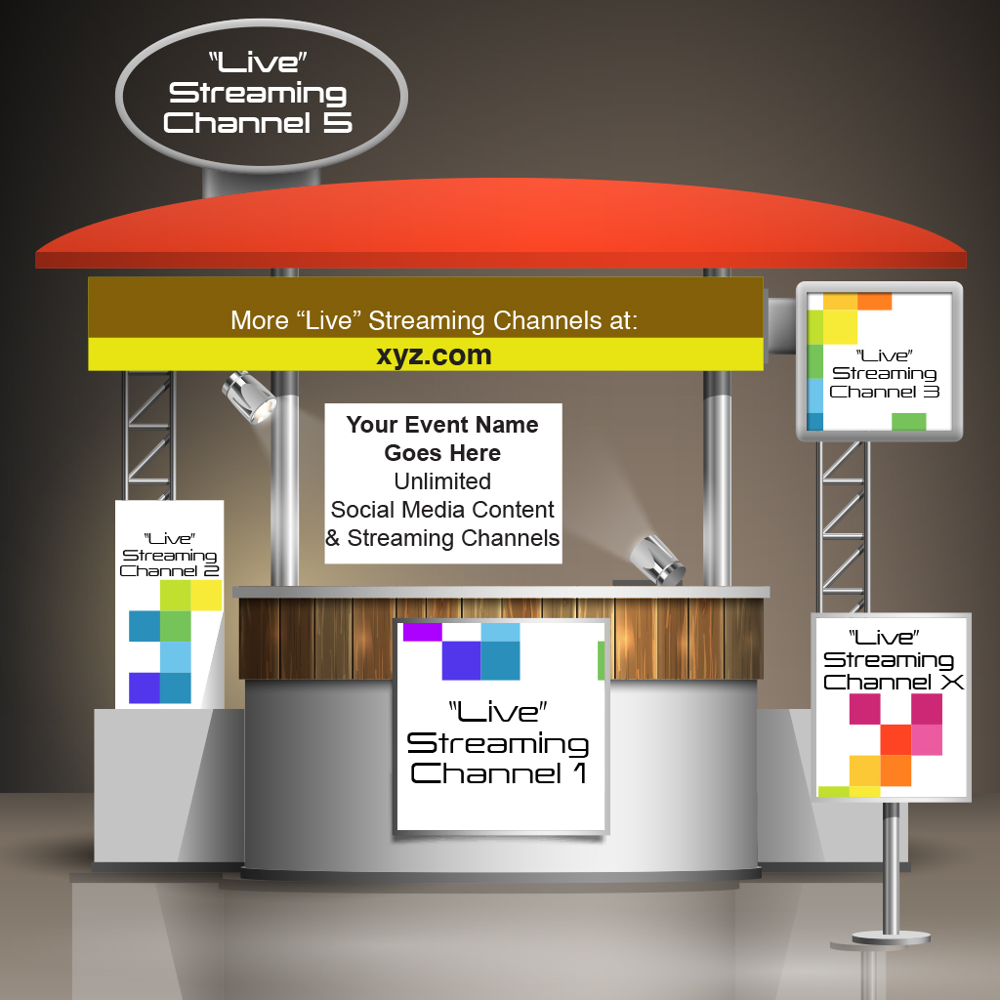 “Live”
Streaming
Channel 5
More “Live” Streaming Channels at:
xyz.com
“Live”
Streaming
Channel 3
Your Event Name
Goes Here
Unlimited
Social Media Content
& Streaming Channels
“Live”
Streaming
Channel 2
“Live”
Streaming
Channel X
“Live”
Streaming
Channel 1